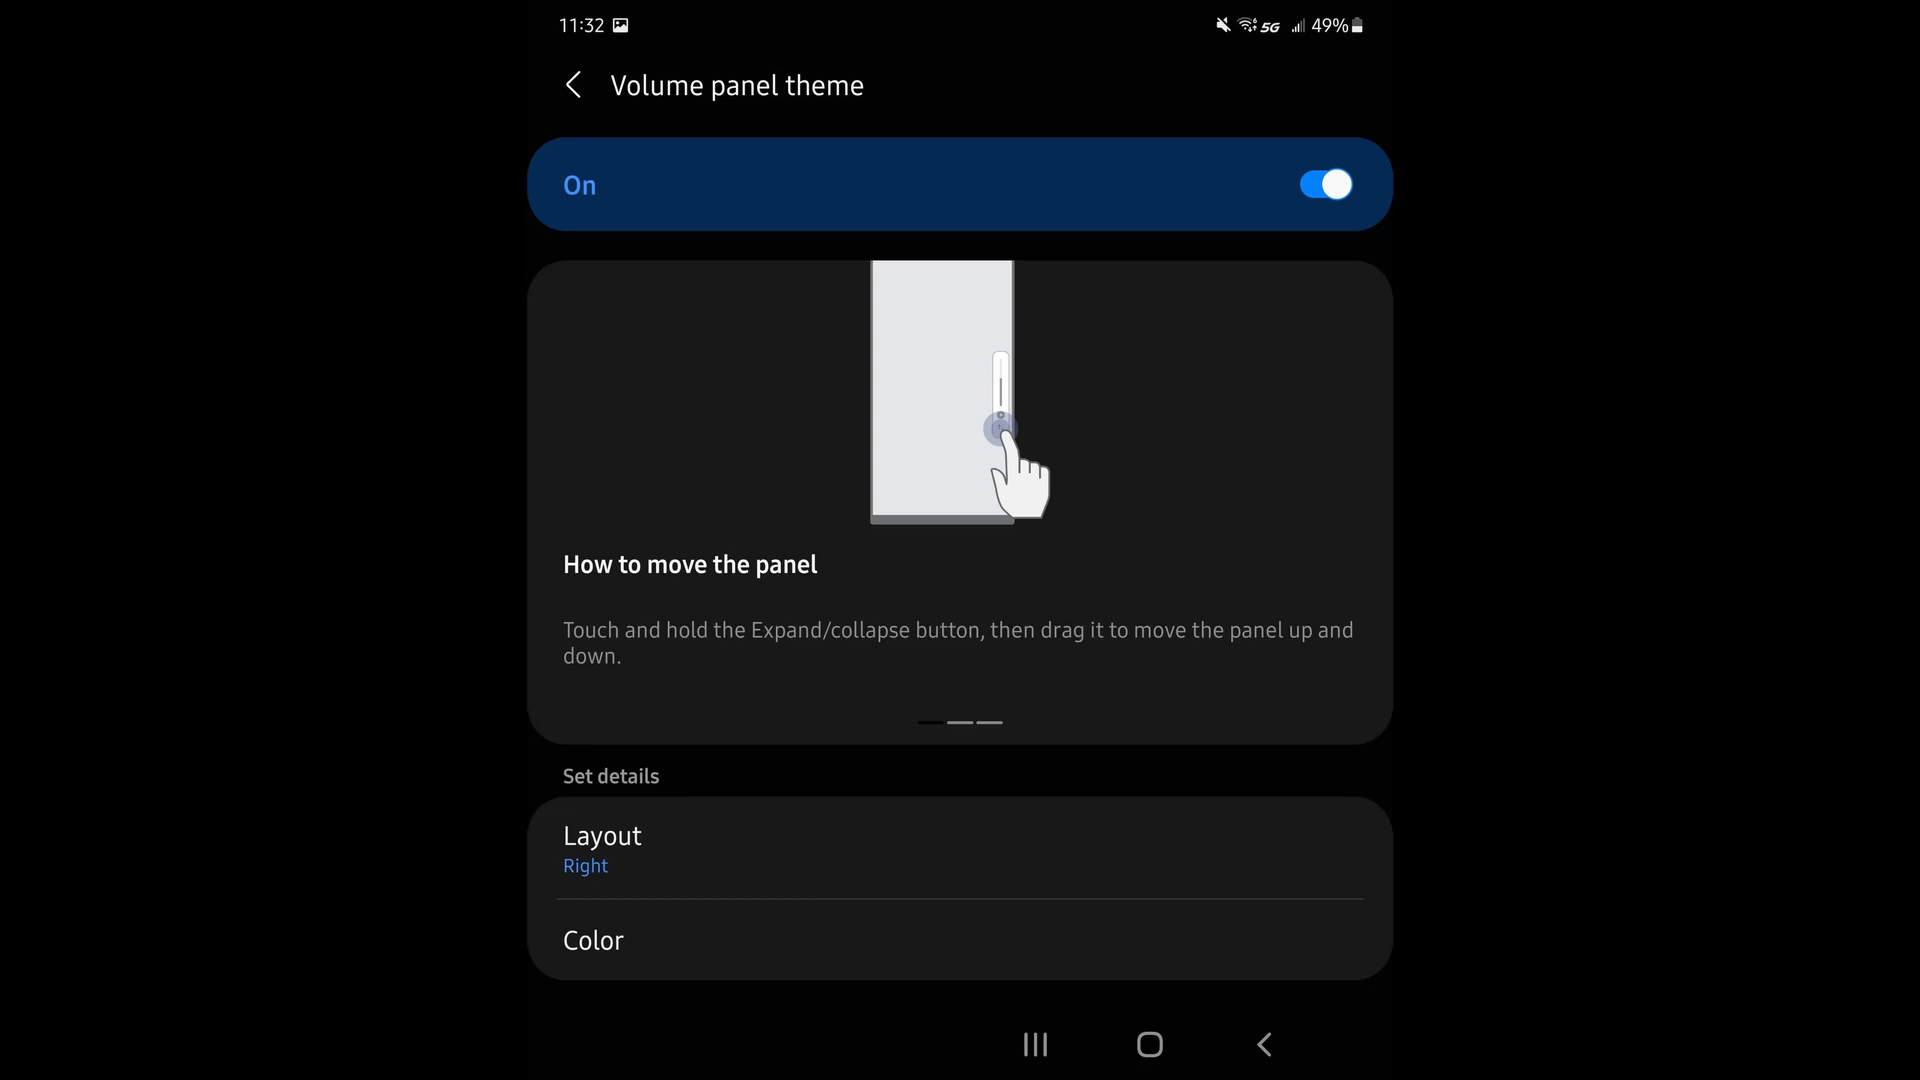 11:32
5G 49%
Volume panel theme
On
How to move the panel
Touch and hold the Expand/collapse button, then drag it to move the panel up and
down.
Set details
Layout
Right
Color